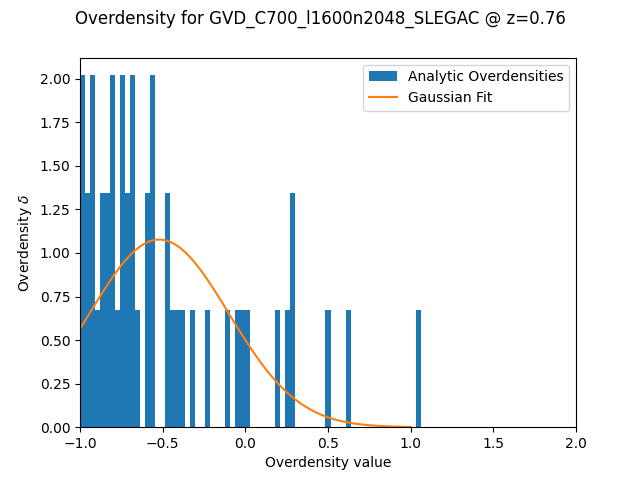 Overdensity for GVD_C700_l1600n2048_SLEGAC @ z=0.76
Analytic Overdensities
Gaussian Fit
Overdensity δ
2.00
1.75
1.50
1.25
1.00
0.75
0.50
0.25
0.00
−1.0 −0.5 0.0 0.5 1.0 1.5 2.0
Overdensity value